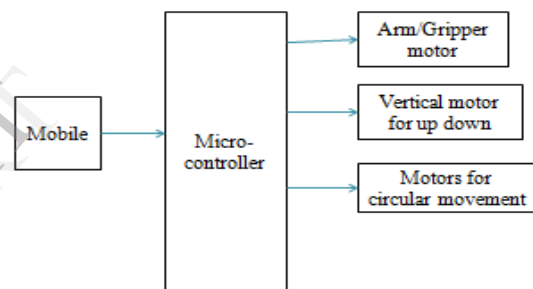 Arm/Gripper
motor
Mobile
Micro-
controller
Vertical motor
for up down
Motors for
circular movement